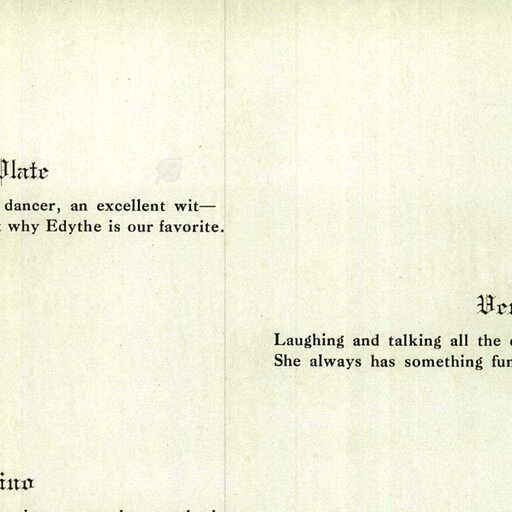 Plate
dancer, an excellent wit—
why Edythe is our favorite.
Ver
Laughing and talking all the
She always has something fun
ino